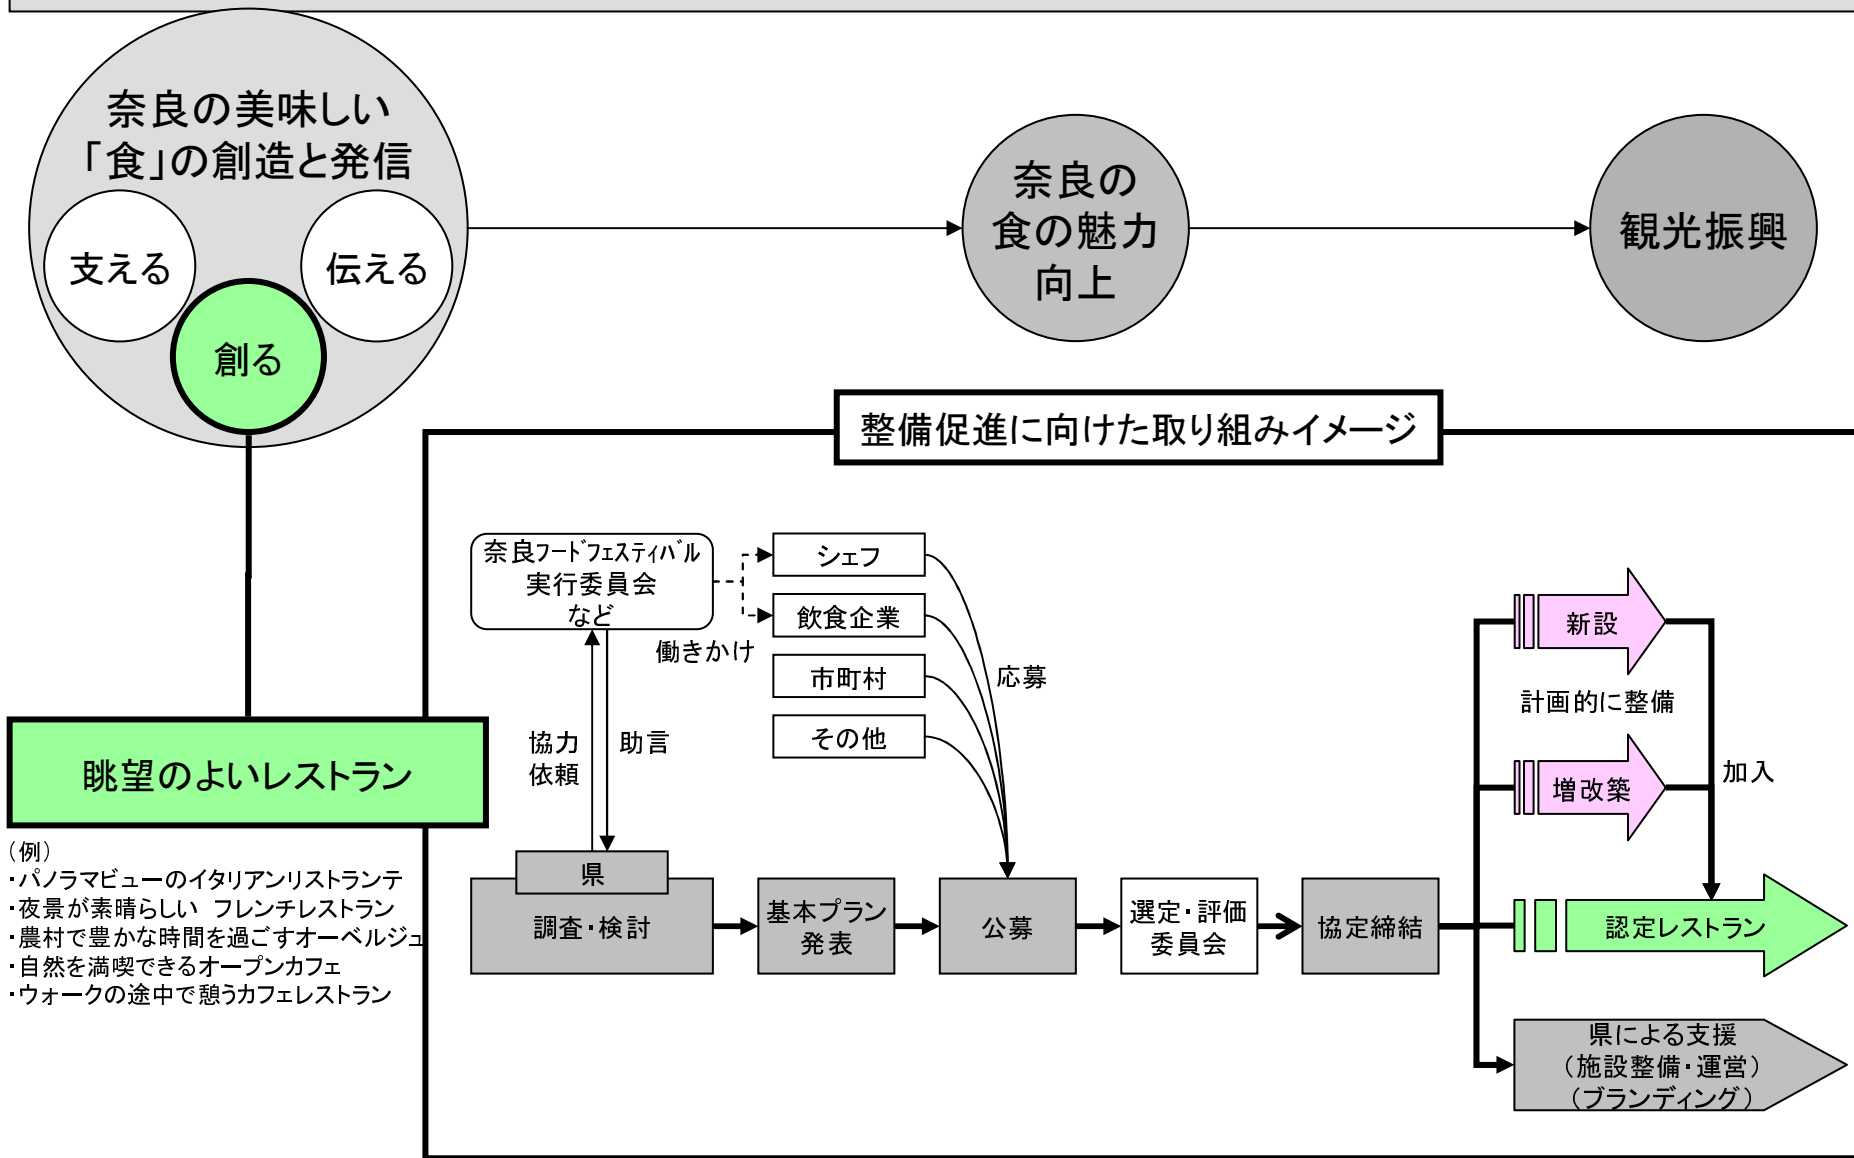 奈良の美味しい
「食」の創造と発信
支える
伝える
創る
奈良の
食の魅力
向上
観光振興
整備促進に向けた取り組みイメージ
奈良ﾌｰﾄﾞﾌｪｽﾃｨﾊﾞﾙ
実行委員会
など
働きかけ
シェフ
飲食企業
市町村
その他
応募
協力
依頼
助言
眺望のよいレストラン
（例）
・パノラマビューのイタリアンリストランテ
・夜景が素晴らしい　フレンチレストラン
・農村で豊かな時間を過ごすオーベルジュ
・自然を満喫できるオープンカフェ
・ウォークの途中で憩うカフェレストラン
県
調査・検討
基本プラン
発表
公募
選定・評価
委員会
協定締結
新設
計画的に整備
増改築
加入
認定レストラン
県による支援
（施設整備・運営）
（ブランディング）